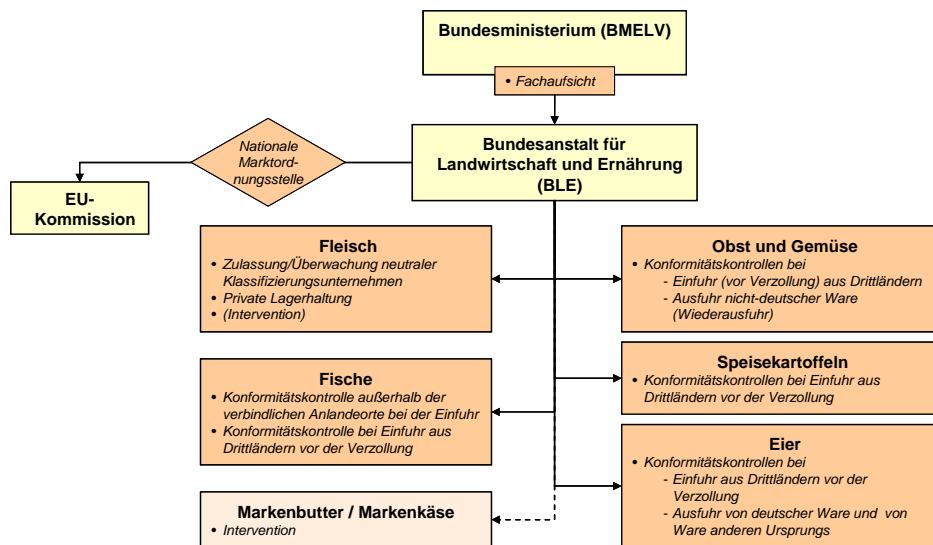 Bundesministerium (BMELV)
• Fachaufsicht
Nationale
Marktord-
nungsstelle
Bundesanstalt für
Landwirtschaft und Ernährung
(BLE)
EU-
Kommission
Fleisch
• Zulassung/Überwachung neutraler
Klassifizierungsunternehmen
• Private Lagerhaltung
• (Intervention)
Obst und Gemüse
• Konformitätskontrollen bei
- Einfuhr (vor Verzollung) aus Drittländern
- Ausfuhr nicht-deutscher Ware
(Wiederausfuhr)
Fische
• Konformitätskontrolle außerhalb der
verbindlichen Anlandeorte bei der Einfuhr
• Konformitätskontrolle bei Einfuhr aus
Drittländern vor der Verzollung
Speisekartoffeln
• Konformitätskontrollen bei Einfuhr aus
Drittländern vor der Verzollung
Eier
• Konformitätskontrollen bei
- Einfuhr aus Drittländern vor der
Verzollung
- Ausfuhr von deutscher Ware und von
Ware anderen Ursprungs
Markenbutter / Markenkäse
• Intervention